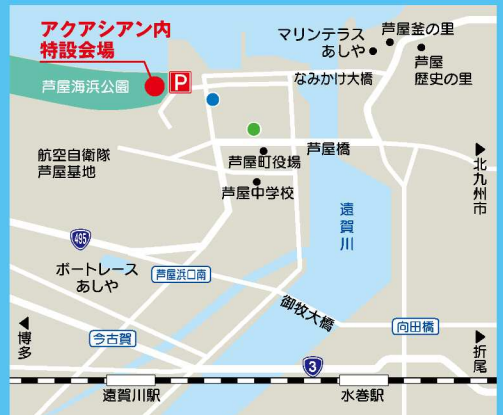 アクアシアン内
特設会場
P
芦屋海浜公園
マリンテラス
あしや
芦屋釜の里
芦屋
歴史の里
なみかけ大橋
航空自衛隊
芦屋基地
芦屋町役場
芦屋橋
芦屋中学校
北九州市
遠賀川
495
ボートレース
あしや
芦屋浜口南
御牧大橋
向田橋
博多
今古賀
折尾
3
遠賀川駅
水巻駅